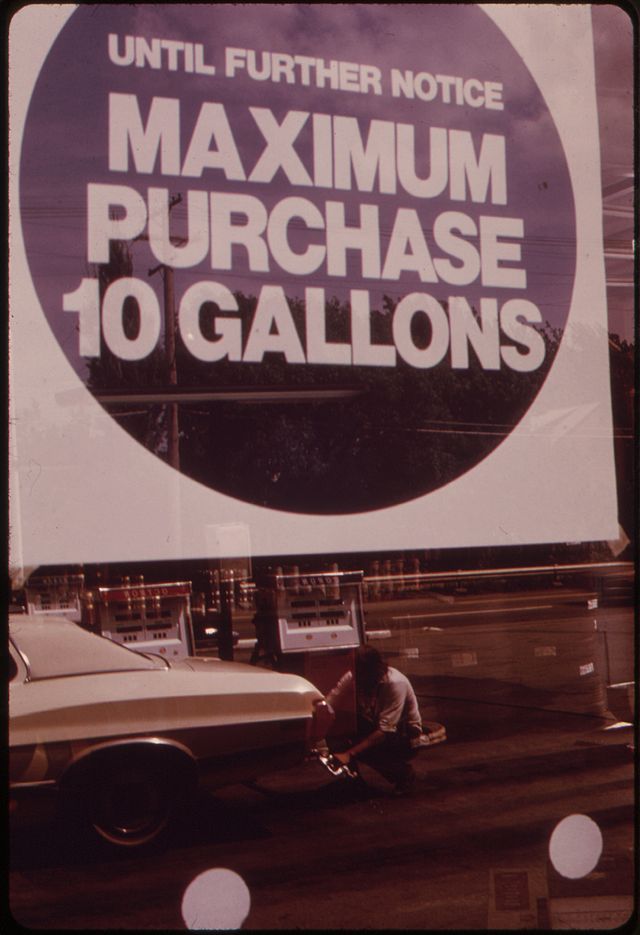 UNTIL FURTHER NOTICE
MAXIMUM
PURCHASE
10 GALLONS